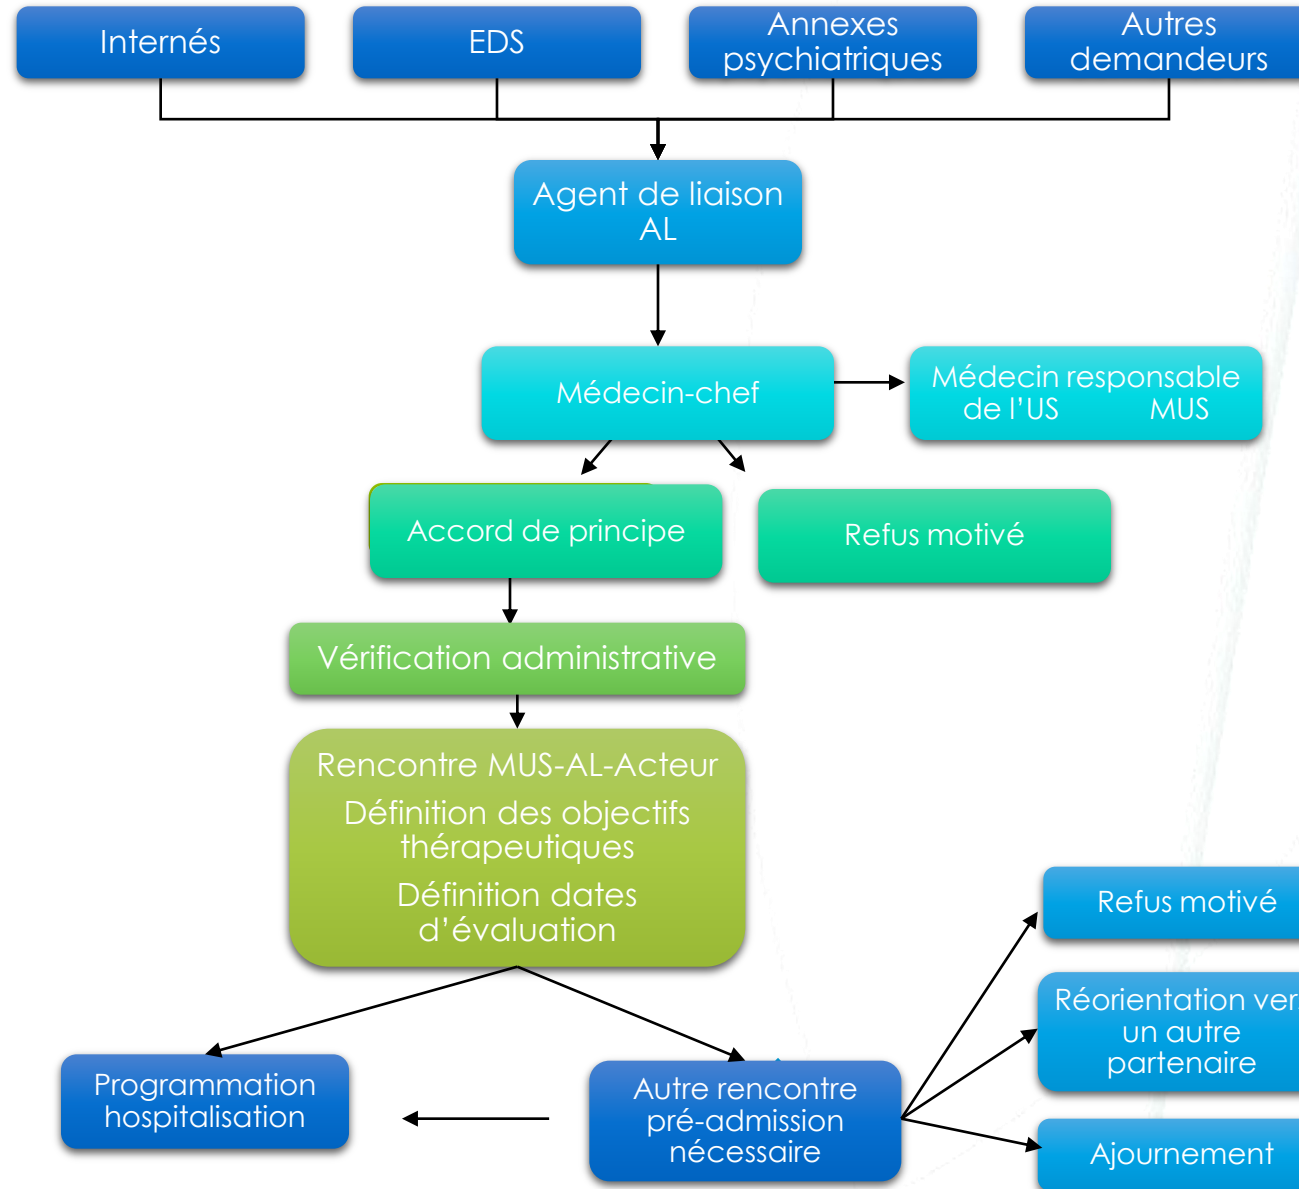 Internés
EDS
Annexes
psychiatriques
Autres
demandeurs
Agent de liaison
AL
Médecin-chef
Médecin responsable
de l’US MUS
Accord de principe
Refus motivé
Vérification administrative
Rencontre MUS-AL-Acteur
Définition des objectifs
thérapeutiques
Définition dates
d’évaluation
Refus motivé
Réorientation ver
un autre
partenaire
Ajournement
Programmation
hospitalisation
Autre rencontre
pré-admission
nécessaire